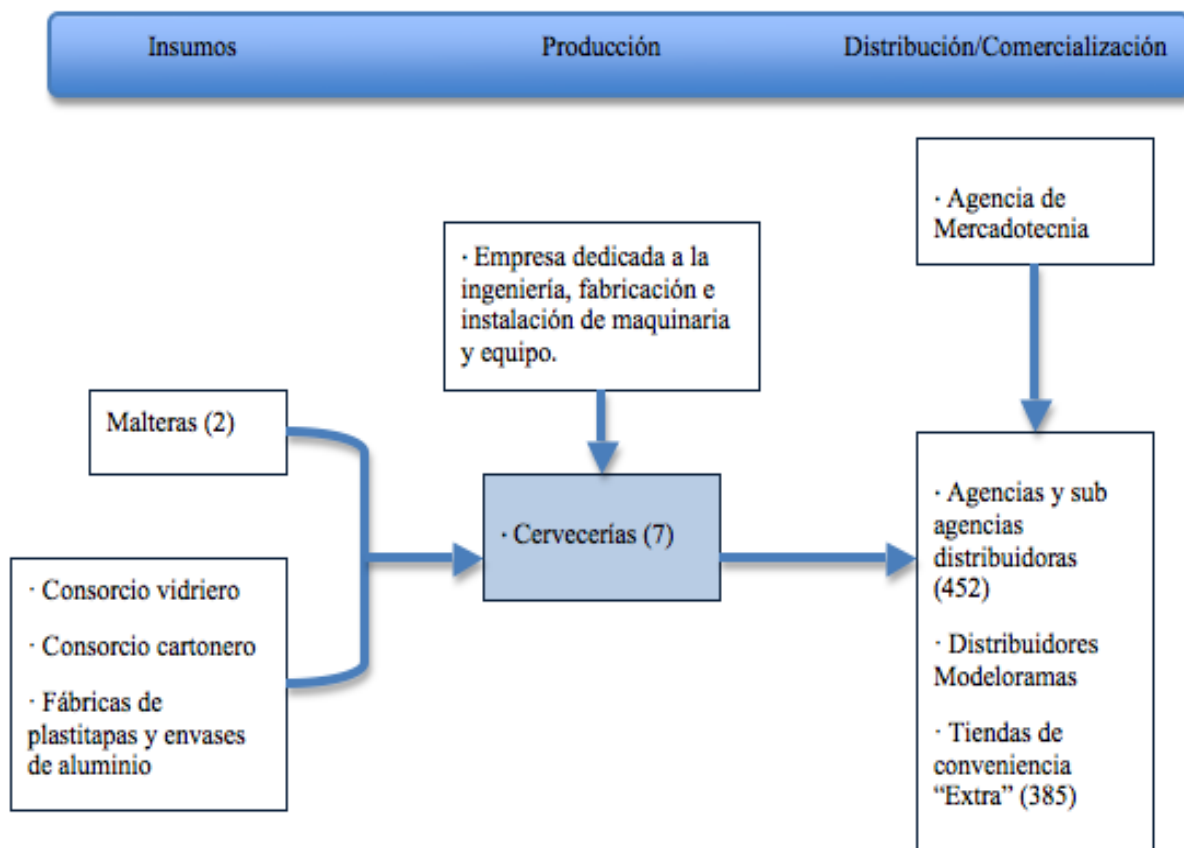 Insumos
Producción
Distribución/Comercialización
· Agencia de
Mercadotecnia
· Empresa dedicada a la
ingeniería, fabricación e
instalación de maquinaria
y equipo.
Malteras (2)
· Cervecerías (7)
· Consorcio vidriero
· Consorcio cartonero
· Fábricas de
plastitapas y envases
de aluminio
· Agencias y sub
agencias
distribuidoras
(452)
· Distribuidores
Modeloramas
· Tiendas de
conveniencia
“Extra” (385)